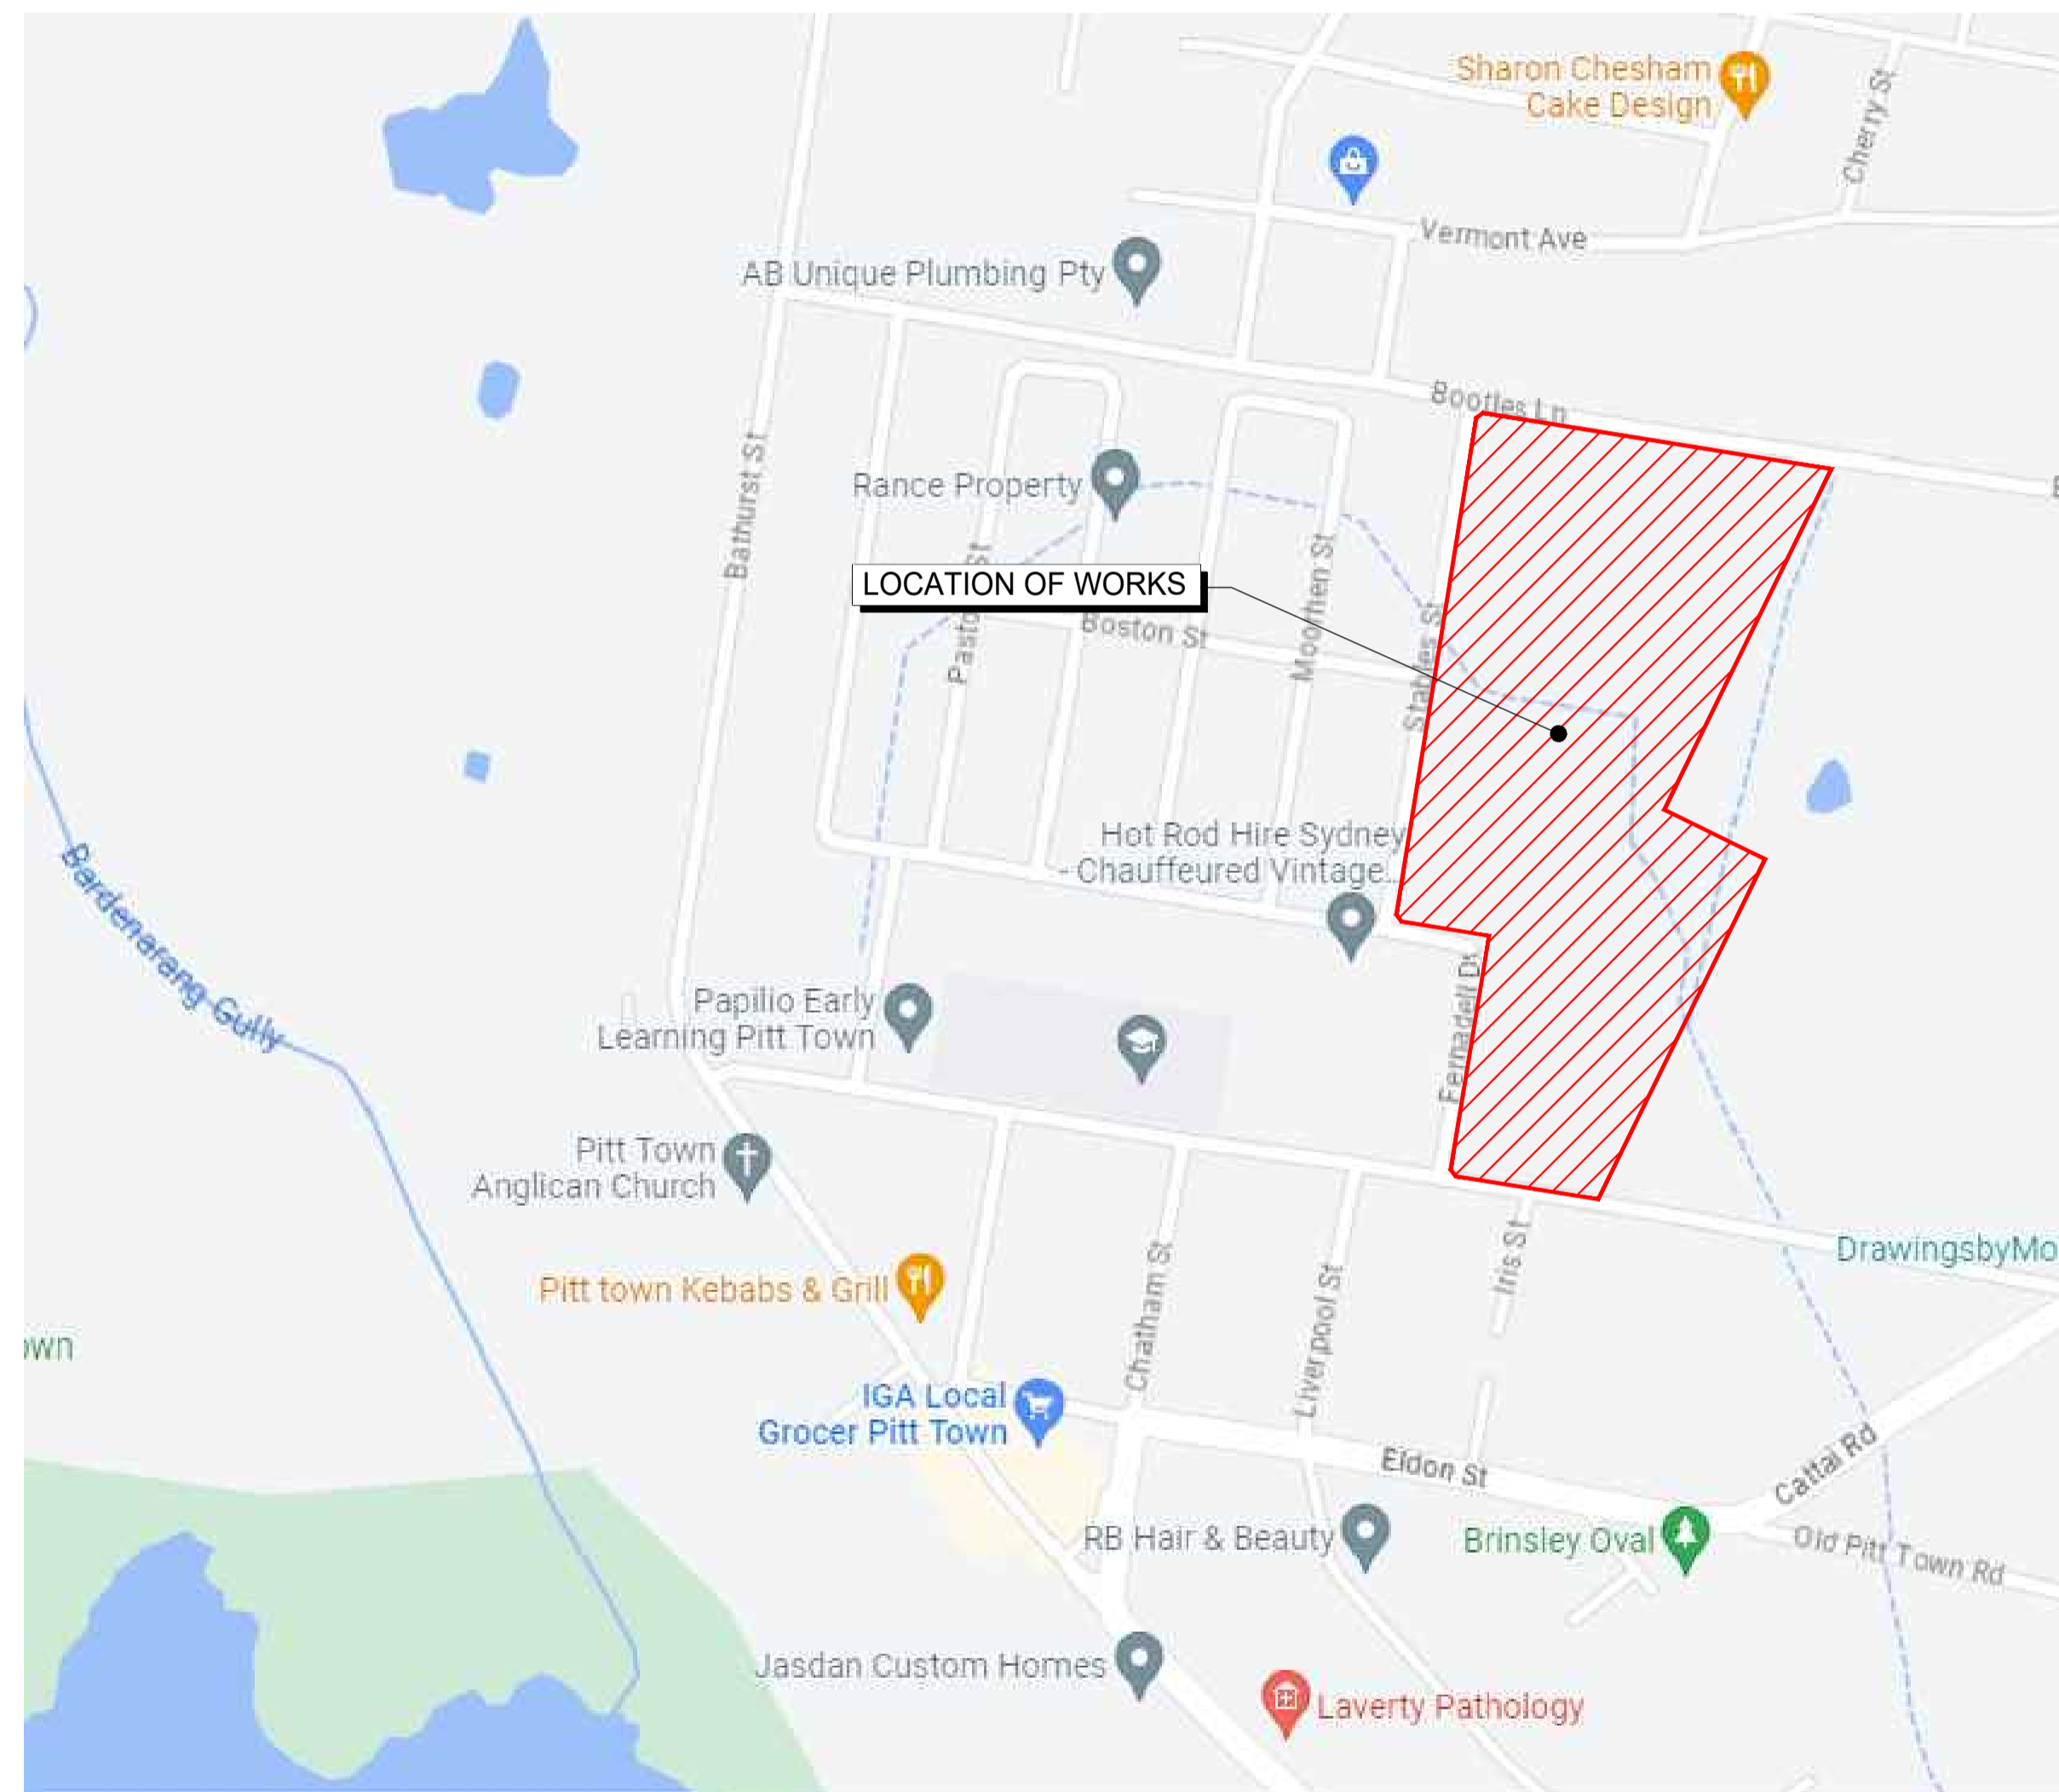 Sharon Chesham
Cake Design
Cherry St
Vermont Ave
AB Unique Plumbing Pty
Bootles Ln
Bathurst St
Rance Property
LOCATION OF WORKS
Boston St
Moorhen St
Stables St
Hot Rod Hire Sydney
- Chauffeured Vintage...
Bardenarang Gully
Papilio Early
Learning Pitt Town
Fernadell Dr
Pitt Town
Anglican Church
DrawingsbyMo
Iris St
Pitt town Kebabs & Grill
Chatham St
Liverpool St
own
IGA Local
Grocer Pitt Town
Eldon St
Cattai Rd
RB Hair & Beauty
Brinsley Oval
Old Pitt Town Rd
Jasdan Custom Homes
Laverty Pathology